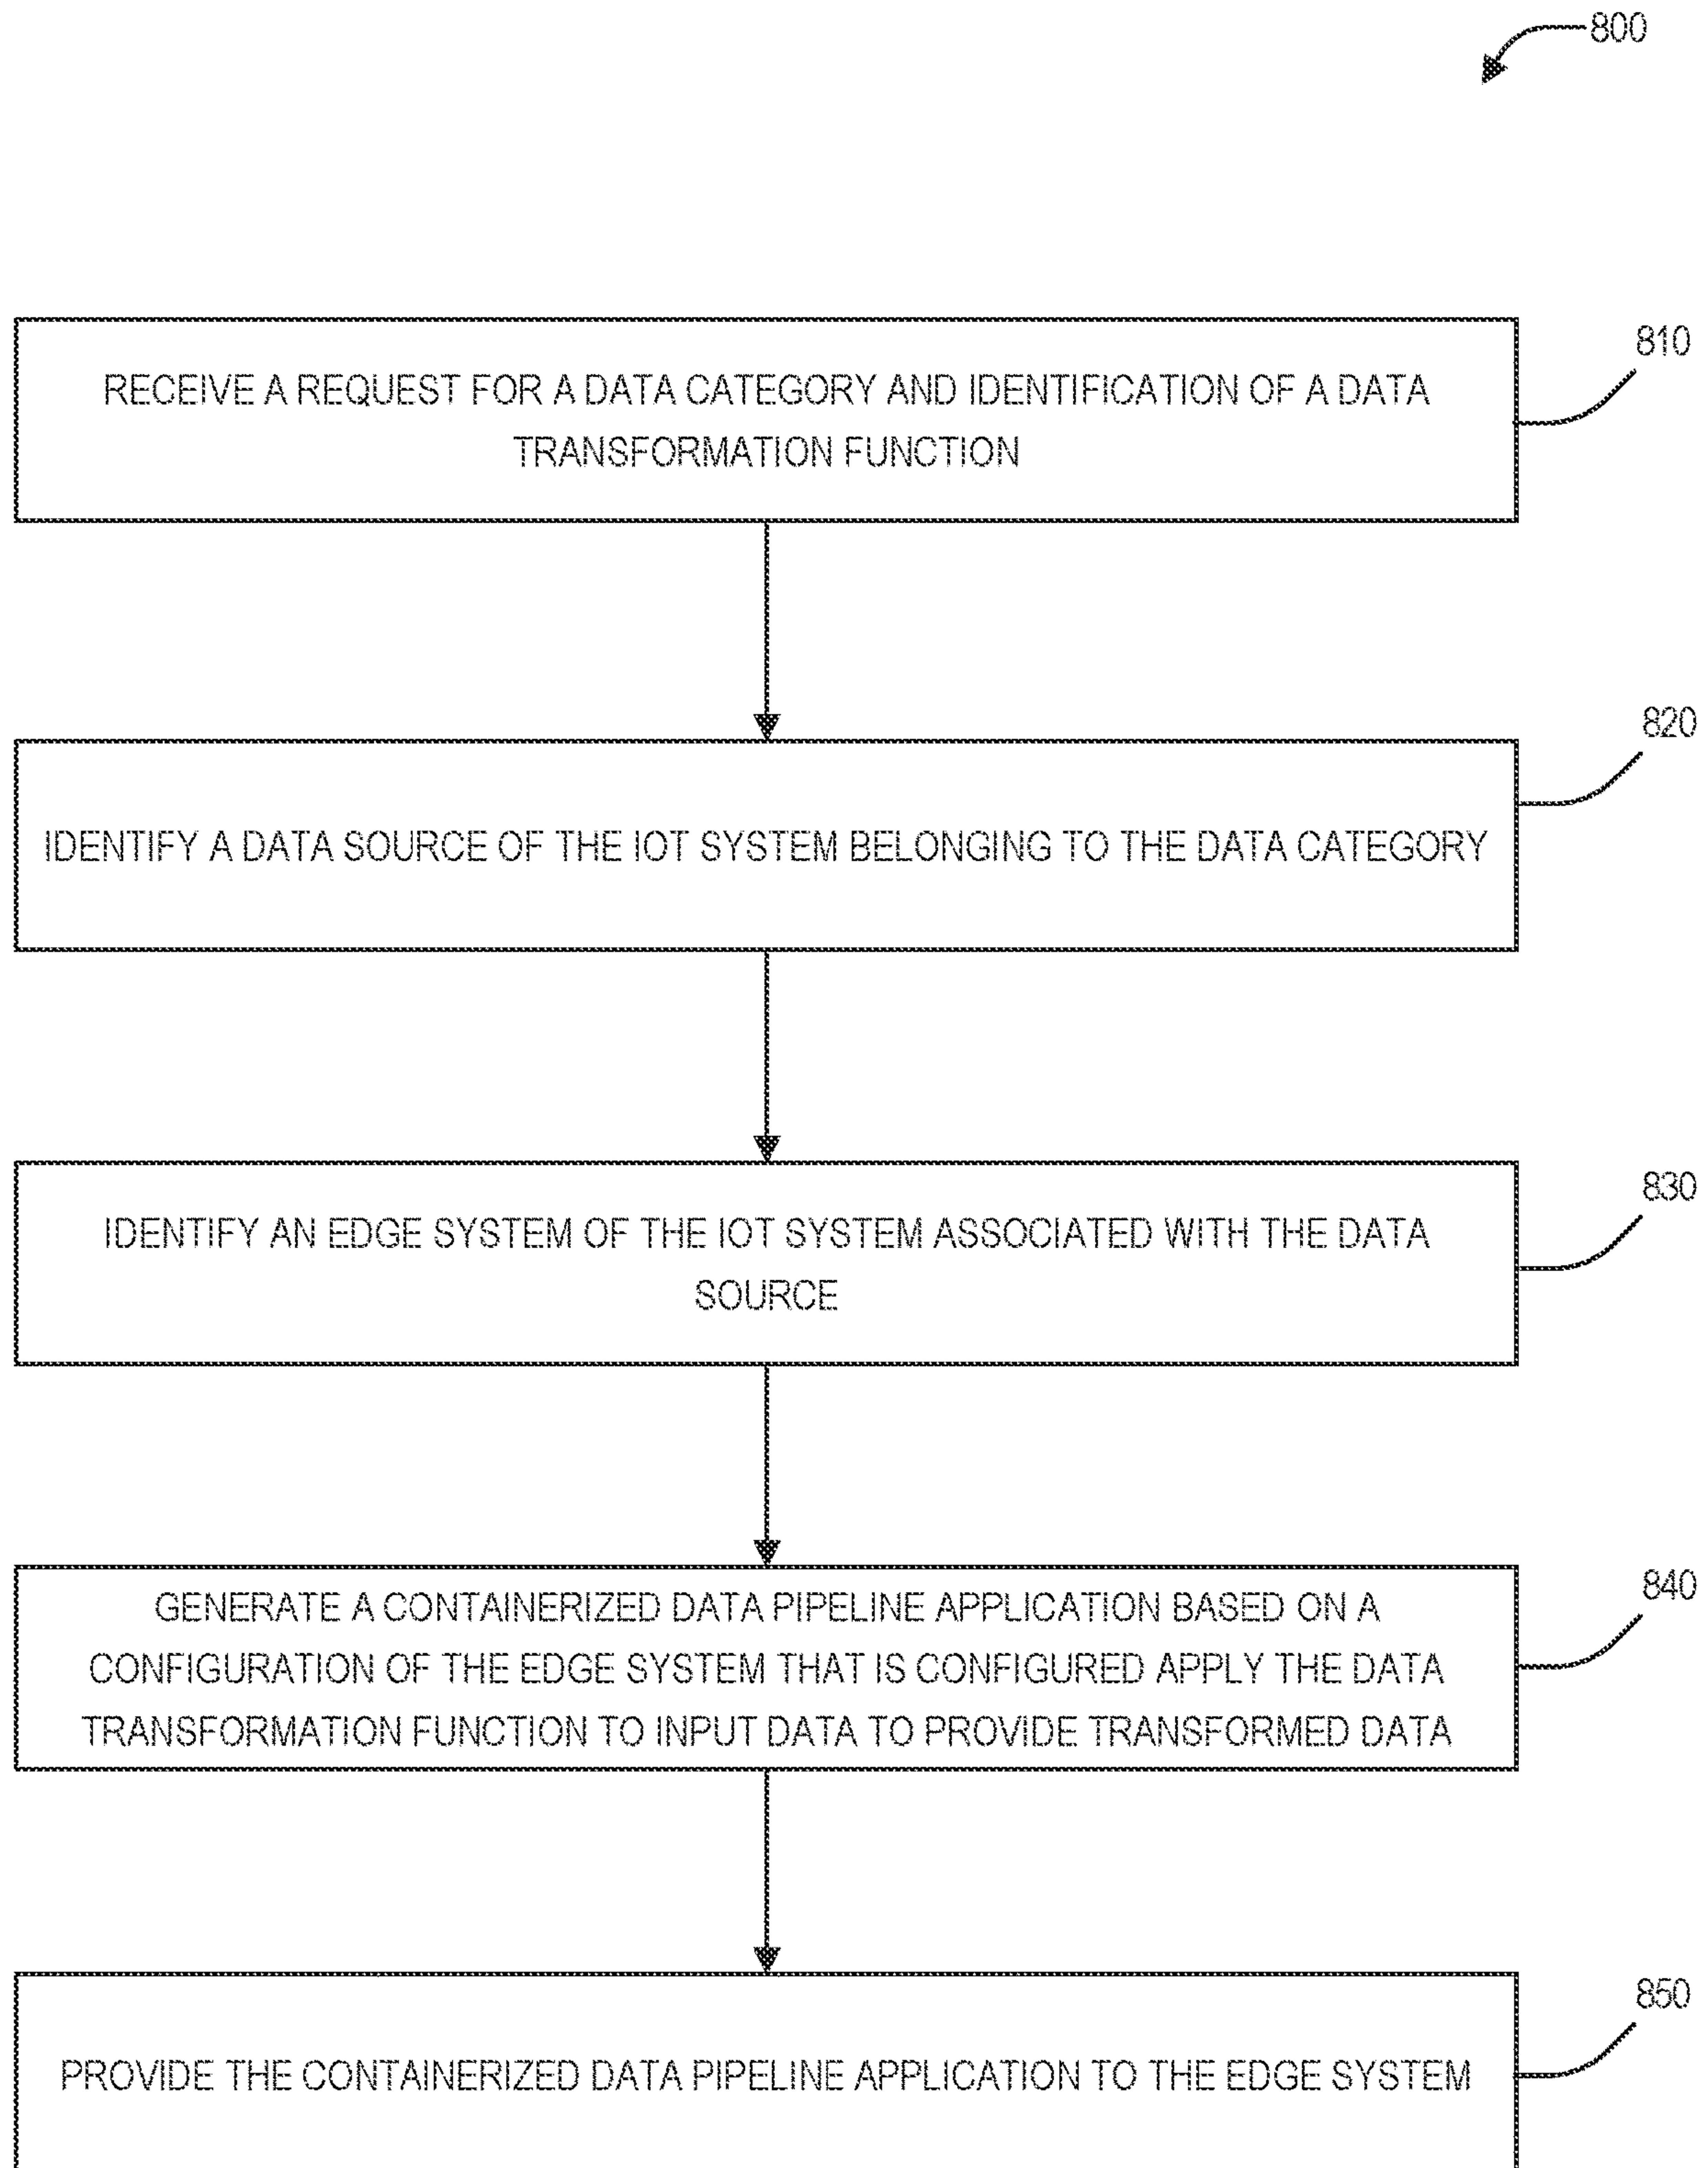 800
810
RECEIVE A REQUEST FOR A DATA CATEGORY AND IDENTIFICATION OF A DATA
TRANSFORMATION FUNCTION
820
IDENTIFY A DATA SOURCE OF THE IOT SYSTEM BELONGING TO THE DATA CATEGORY
830
IDENTIFY AN EDGE SYSTEM OF THE IOT SYSTEM ASSOCIATED WITH THE DATA
SOURCE
840
GENERATE A CONTAINERIZED DATA PIPELINE APPLICATION BASED ON A
CONFIGURATION OF THE EDGE SYSTEM THAT IS CONFIGURED APPLY THE DATA
TRANSFORMATION FUNCTION TO INPUT DATA TO PROVIDE TRANSFORMED DATA
850
PROVIDE THE CONTAINERIZED DATA PIPELINE APPLICATION TO THE EDGE SYSTEM